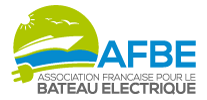 AFBE
ASSOCIATION FRANCAISE POUR LE
BATEAU ELECTRIQUE